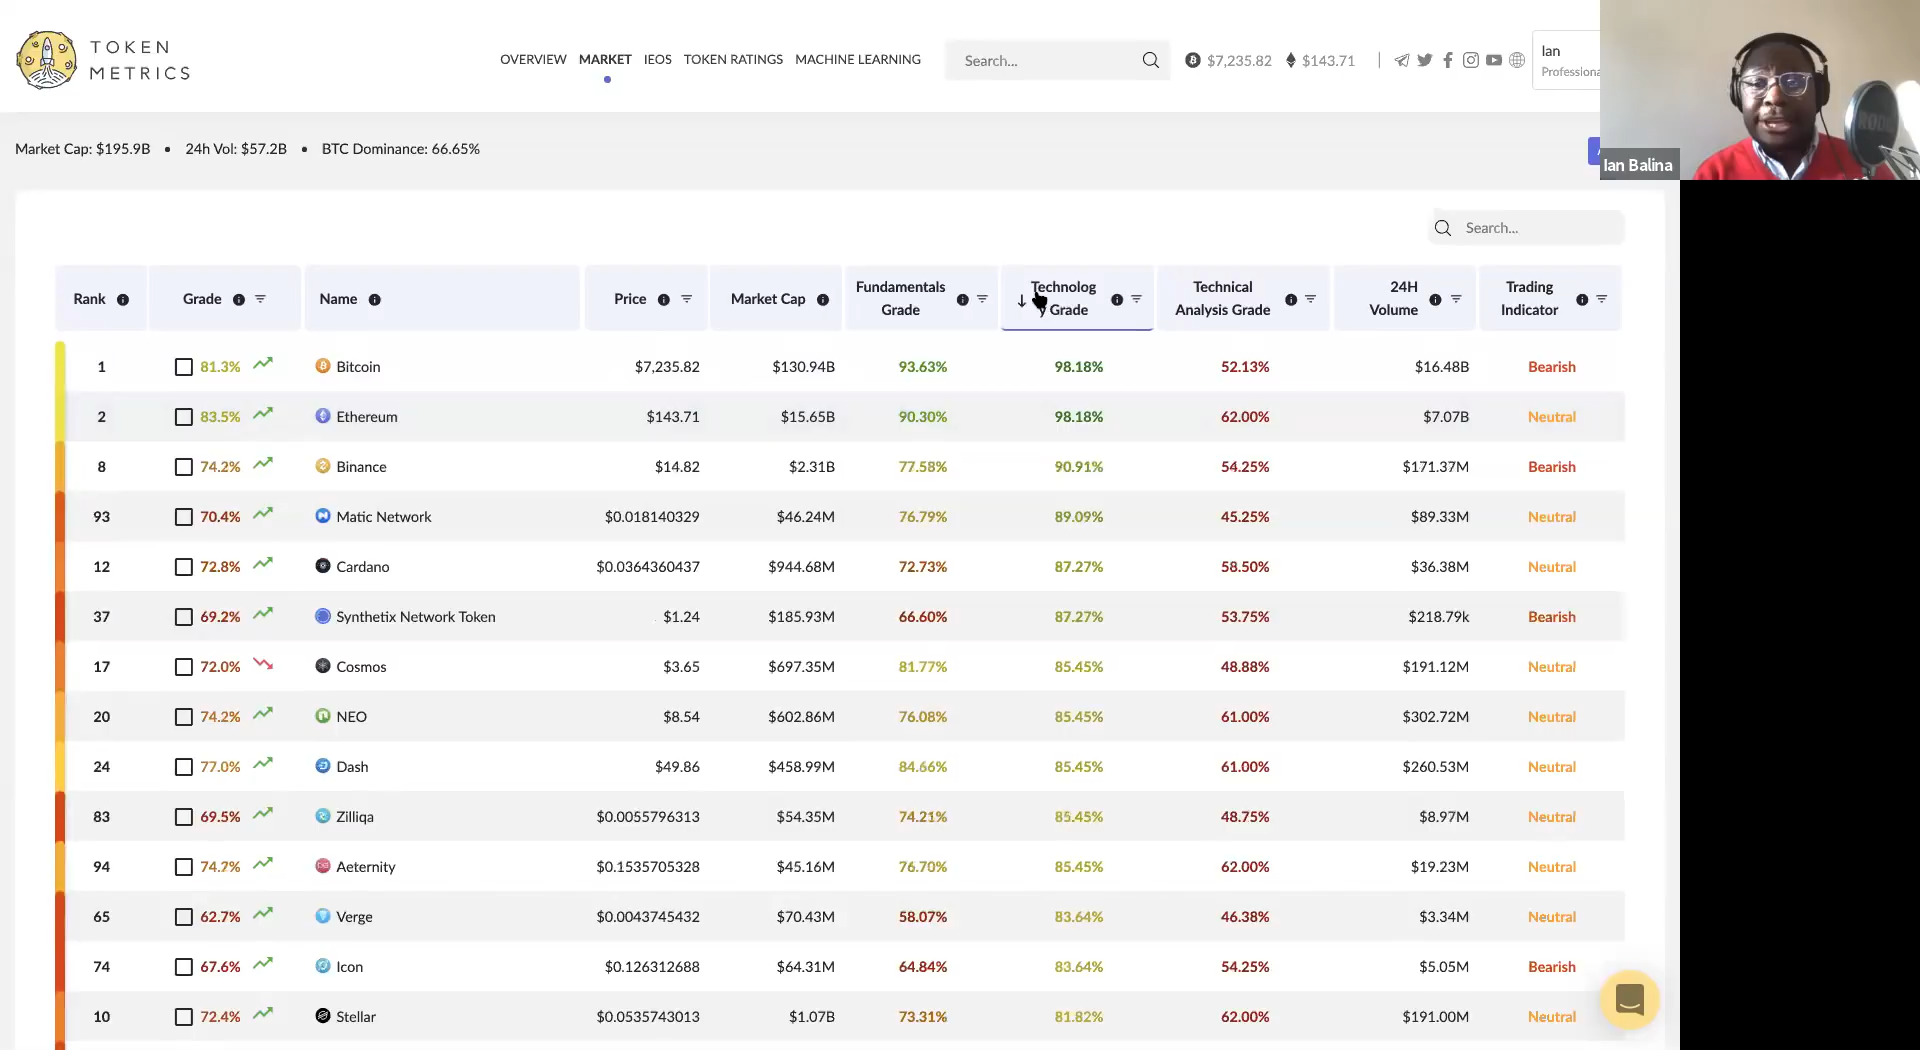 TOKEN
METRICS
OVERVIEW MARKET IEOS TOKEN RATINGS MACHINE LEARNING
Search...
$7,235.82 $143.71
Ian
Professiona
Ian Balina
Market Cap: $195.9B • 24h Vol: $57.2B • BTC Dominance: 66.65%
Search...
Rank Grade Name Price Market Cap Fundamentals Grade Technolog y Grade Technical Analysis Grade 24H Volume Trading Indicator
1 81.3% Bitcoin $7,235.82 $130.94B 93.63% 98.18% 52.13% $16.48B Bearish
2 83.5% Ethereum $143.71 $15.65B 90.30% 98.18% 62.00% $7.07B Neutral
8 74.2% Binance $14.82 $2.31B 77.58% 90.91% 54.25% $171.37M Bearish
93 70.4% Matic Network $0.018140329 $46.24M 76.79% 89.09% 45.25% $89.33M Neutral
12 72.8% Cardano $0.0364360437 $944.68M 72.73% 87.27% 58.50% $36.38M Neutral
37 69.2% Synthetix Network Token $1.24 $185.93M 66.60% 87.27% 53.75% $218.79k Bearish
17 72.0% Cosmos $3.65 $697.35M 81.77% 85.45% 48.88% $191.12M Neutral
20 74.2% NEO $8.54 $602.86M 76.08% 85.45% 61.00% $302.72M Neutral
24 77.0% Dash $49.86 $458.99M 84.66% 85.45% 61.00% $260.53M Neutral
83 69.5% Zilliqa $0.0055796313 $54.35M 74.21% 85.45% 48.75% $8.97M Neutral
94 74.7% Aeternity $0.1535705328 $45.16M 76.70% 85.45% 62.00% $19.23M Neutral
65 62.7% Verge $0.0043745432 $70.43M 58.07% 83.64% 46.38% $3.34M Neutral
74 67.6% Icon $0.126312688 $64.31M 64.84% 83.64% 54.25% $5.05M Bearish
10 72.4% Stellar $0.0535743013 $1.07B 73.31% 81.82% 62.00% $191.00M Neutral